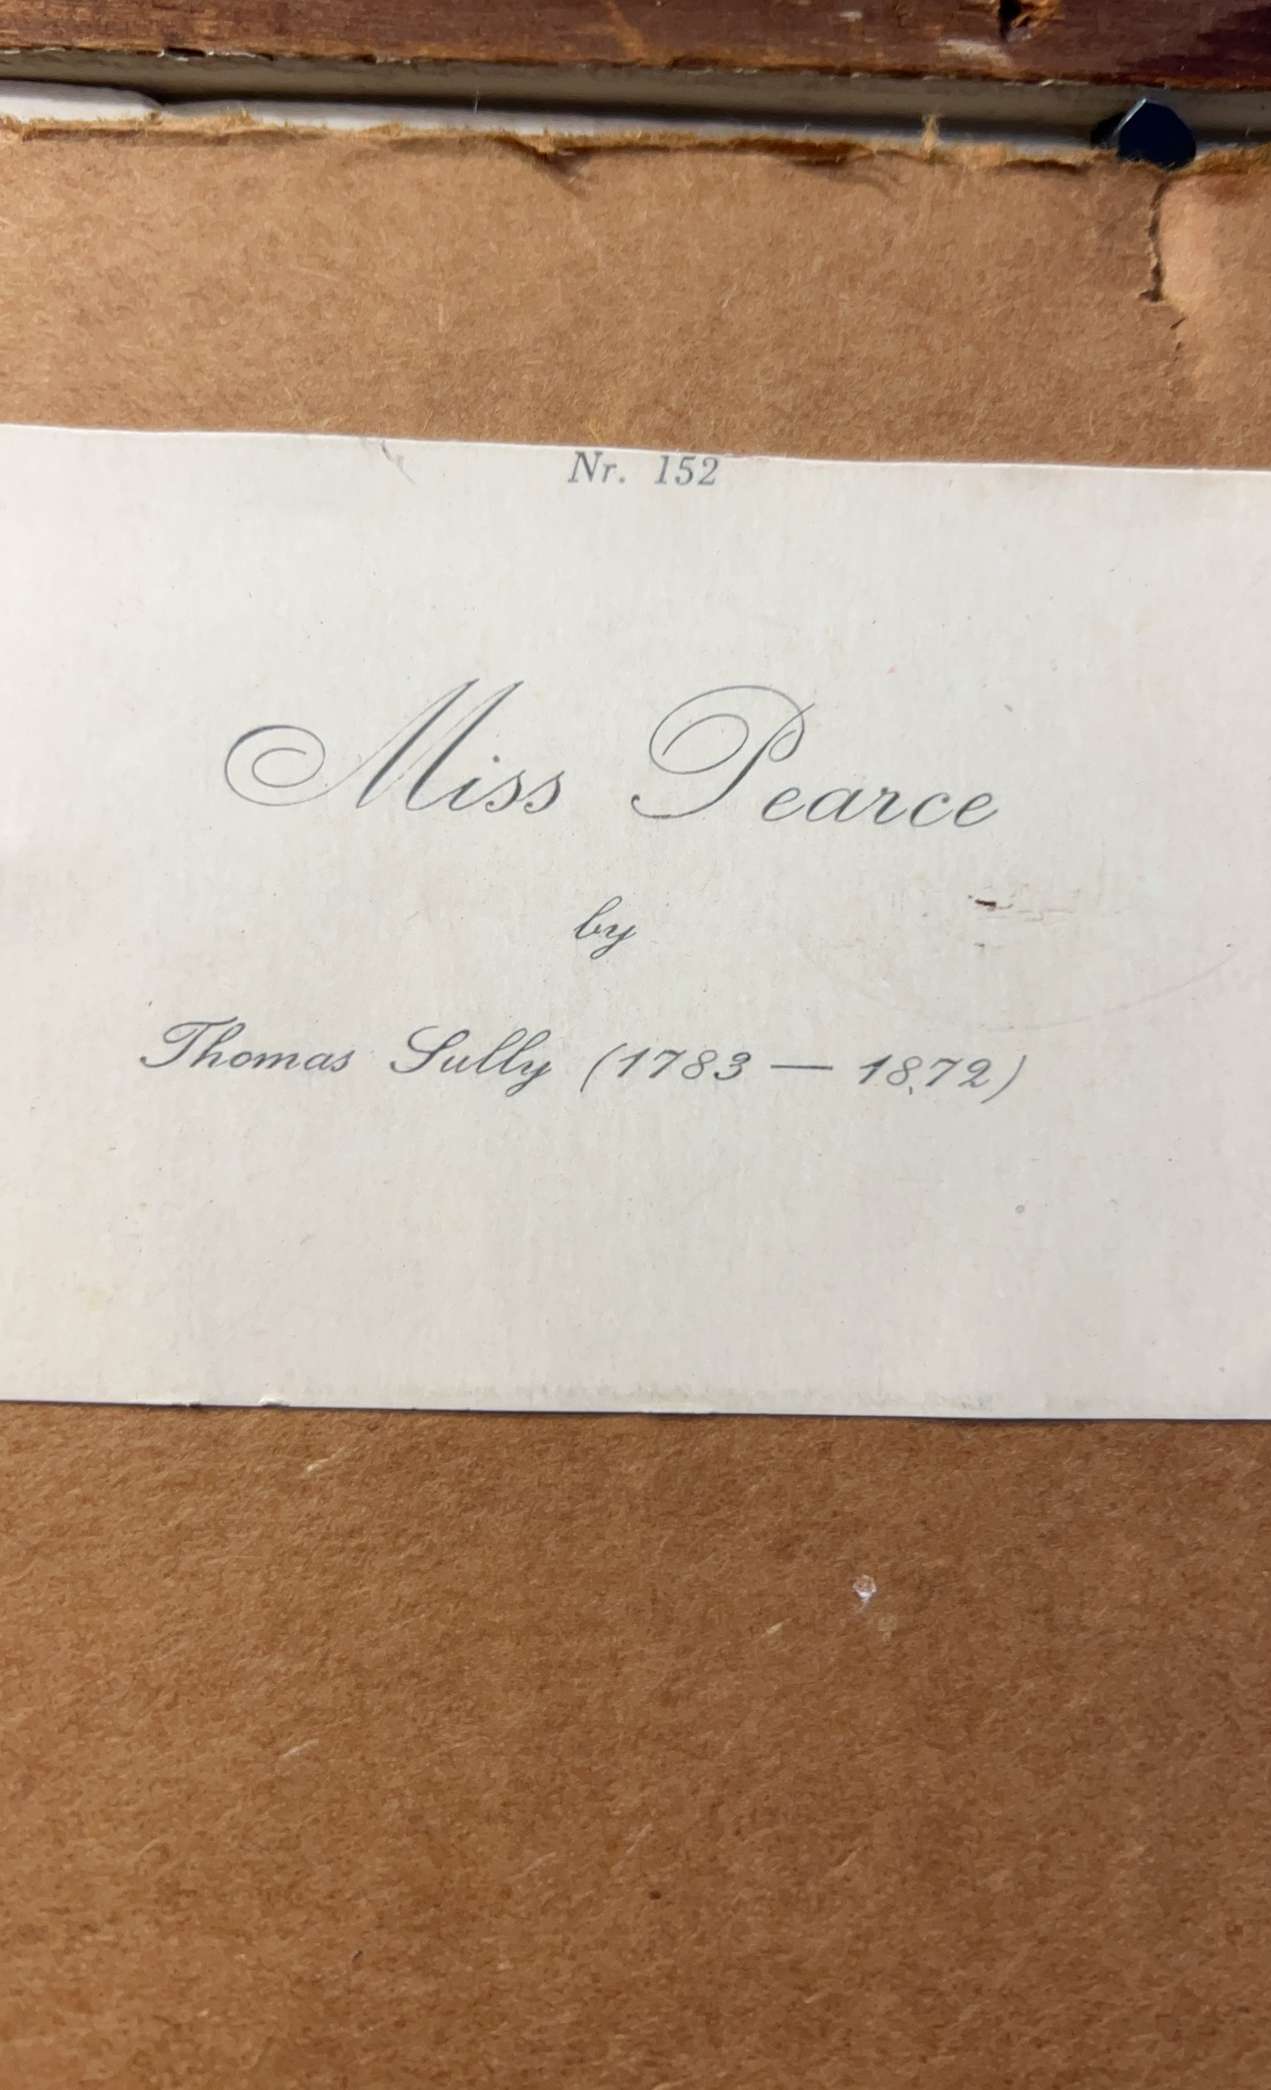 Nr. 152
Miss Pearce
by
Thomas Sully (1783 — 1872)